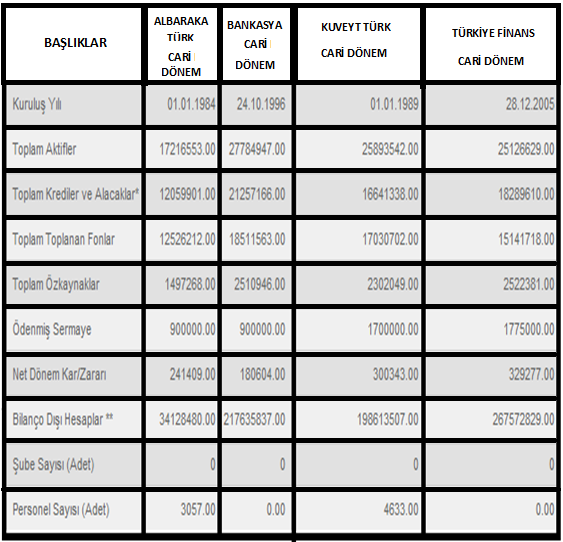 BAŞLIKLAR
ALBARAKA
TÜRK
CARİ
DÖNEM
BANKASYA
CARİ
DÖNEM
KUVEYT TÜRK
CARİ DÖNEM
TÜRKİYE FİNANS
CARİ DÖNEM
Kuruluş Yılı 01.01.1984 24.10.1996 01.01.1989 28.12.2005
Toplam Aktifler 17216553.00 27784947.00 25893542.00 25126629.00
Toplam Krediler ve Alacaklar* 12059901.00 21257166.00 16641338.00 18289610.00
Toplam Toplanan Fonlar 12526212.00 18511563.00 17030702.00 15141718.00
Toplam Özkaynaklar 1497268.00 2510946.00 2302049.00 2522381.00
Ödenmiş Sermaye 900000.00 900000.00 1700000.00 1775000.00
Net Dönem Kar/Zararı 241409.00 180604.00 300343.00 329277.00
Bilanço Dışı Hesaplar ** 34128480.00 217635837.00 198613507.00 267572829.00
Şube Sayısı (Adet) 0 0 0 0
Personel Sayısı (Adet) 3057.00 0.00 4633.00 0.00